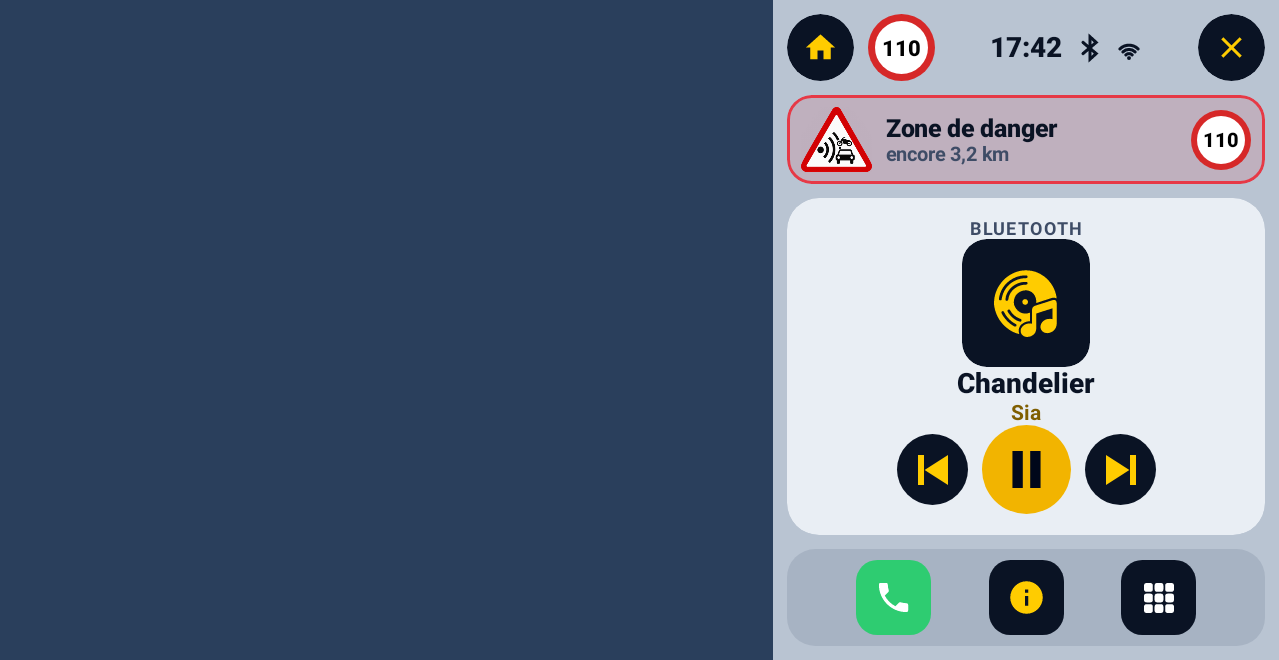 110
17:42
Zone de danger
encore 3,2 km
110
BLUETOOTH
Chandelier
Sia